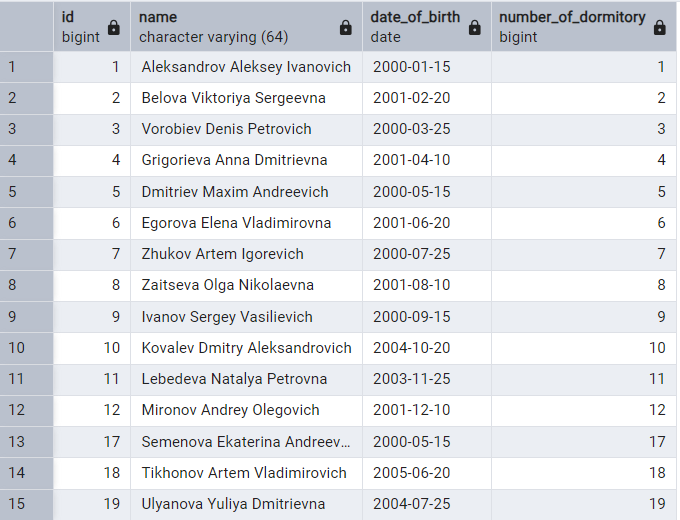 id name date_of_birth number_of_dormitory
bigint character varying (64) date bigint
1 1 Aleksandrov Aleksey Ivanovich 2000-01-15 1
2 2 Belova Viktoriya Sergeevna 2001-02-20 2
3 3 Vorobiev Denis Petrovich 2000-03-25 3
4 4 Grigorieva Anna Dmitrievna 2001-04-10 4
5 5 Dmitriev Maxim Andreevich 2000-05-15 5
6 6 Egorova Elena Vladimirovna 2001-06-20 6
7 7 Zhukov Artem Igorevich 2000-07-25 7
8 8 Zaitseva Olga Nikolaevna 2001-08-10 8
9 9 Ivanov Sergey Vasilievich 2000-09-15 9
10 10 Kovalev Dmitry Aleksandrovich 2004-10-20 10
11 11 Lebedeva Natalya Petrovna 2003-11-25 11
12 12 Mironov Andrey Olegovich 2001-12-10 12
13 17 Semenova Ekaterina Andreev... 2000-05-15 17
14 18 Tikhonov Artem Vladimirovich 2005-06-20 18
15 19 Ulyanova Yuliya Dmitrievna 2004-07-25 19